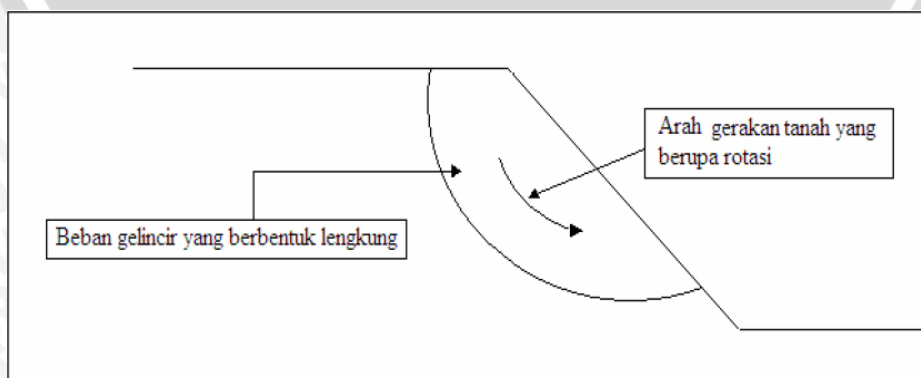 Arah gerakan tanah yang
berupa rotasi
Beban gelincir yang berbentuk lengkung